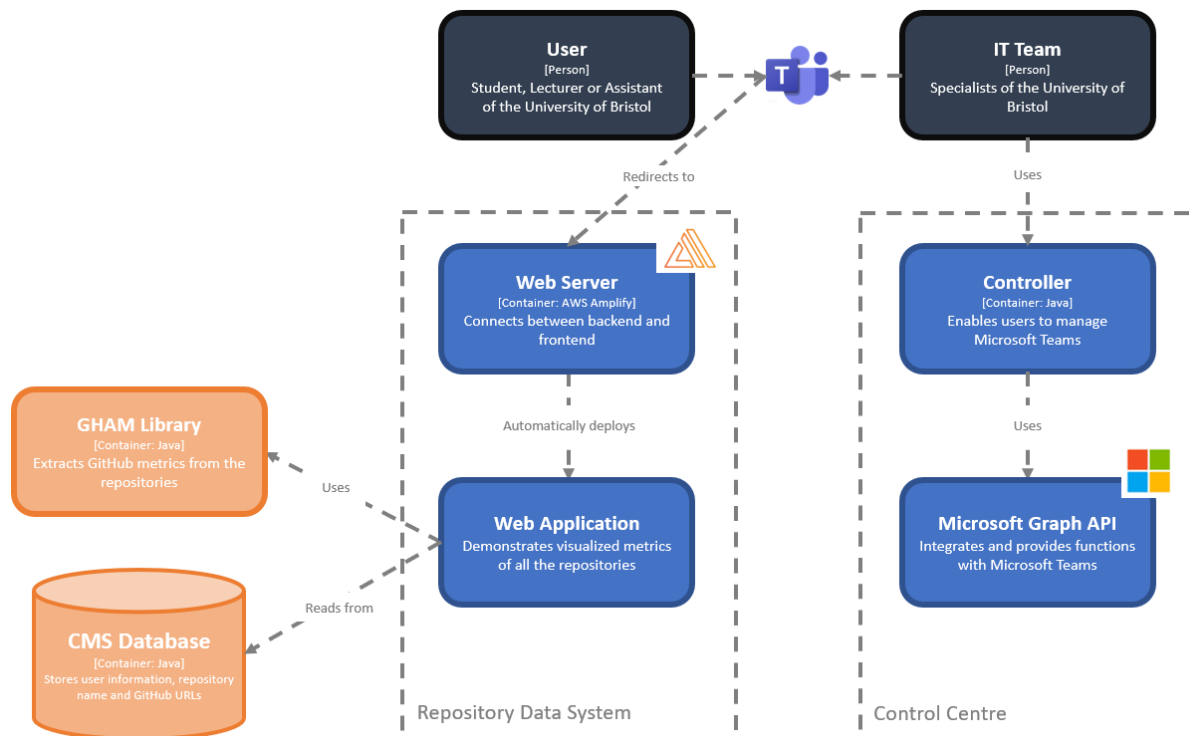 User
[Person]
Student, Lecturer or Assistant
of the University of Bristol
T
IT Team
[Person]
Specialists of the University of
Bristol
Redirects to
Uses
Web Server
[Container: AWS Amplify]
Connects between backend and
frontend
Controller
[Container: Java]
Enables users to manage
Microsoft Teams
Automatically deploys
Uses
GHAM Library
[Container: Java]
Extracts GitHub metrics from the
repositories
Uses
Web Application
Demonstrates visualized metrics
of all the repositories
Microsoft Graph API
Integrates and provides functions
with Microsoft Teams
Reads from
CMS Database
[Container: Java]
Stores user information, repository
name and GitHub URLs
Repository Data System
Control Centre